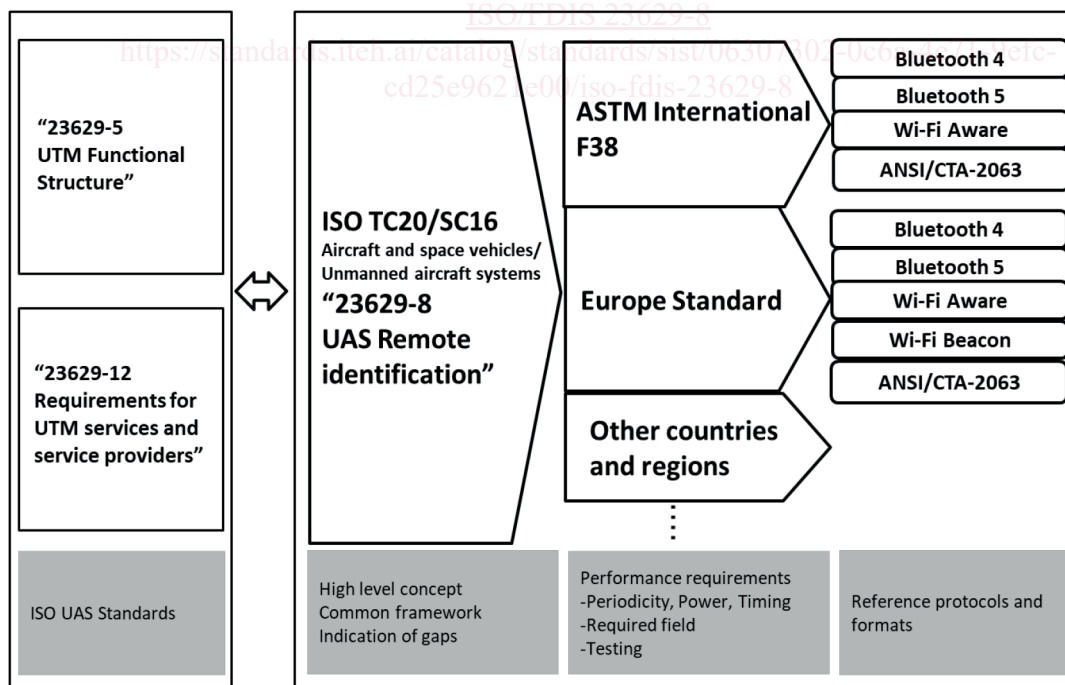 ISO/FDIS 23629-8
https://standards.iteh.ai/catalog/standards/sist/06307302-0c6a-4e71-9efc-
cd25e9621e00/iso-fdis-23629-8
“23629-5
UTM Functional
Structure”
“23629-12
Requirements for
UTM services and
service providers”
ISO UAS Standards
ISO TC20/SC16
Aircraft and space vehicles/
Unmanned aircraft systems
“23629-8
UAS Remote
identification”
High level concept
Common framework
Indication of gaps
ASTM International
F38
Europe Standard
Other countries
and regions
Performance requirements
-Periodicity, Power, Timing
-Required field
-Testing
Bluetooth 4
Bluetooth 5
Wi-Fi Aware
ANSI/CTA-2063
Bluetooth 4
Bluetooth 5
Wi-Fi Aware
Wi-Fi Beacon
ANSI/CTA-2063
Reference protocols and
formats